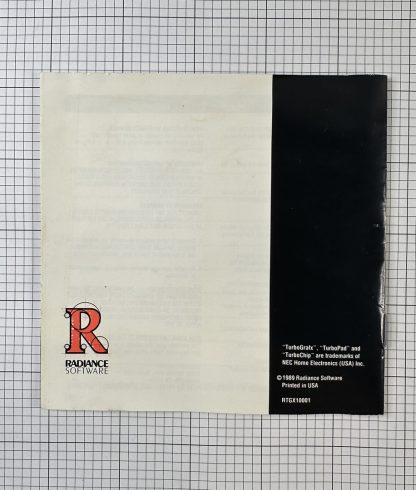 R
RADIANCE
SOFTWARE
"TurboGrafx", "TurboPad" and
"TurboChip" are trademarks of
NEC Home Electronics (USA) Inc.
© 1989 Radiance Software
Printed in USA
RTGX10001